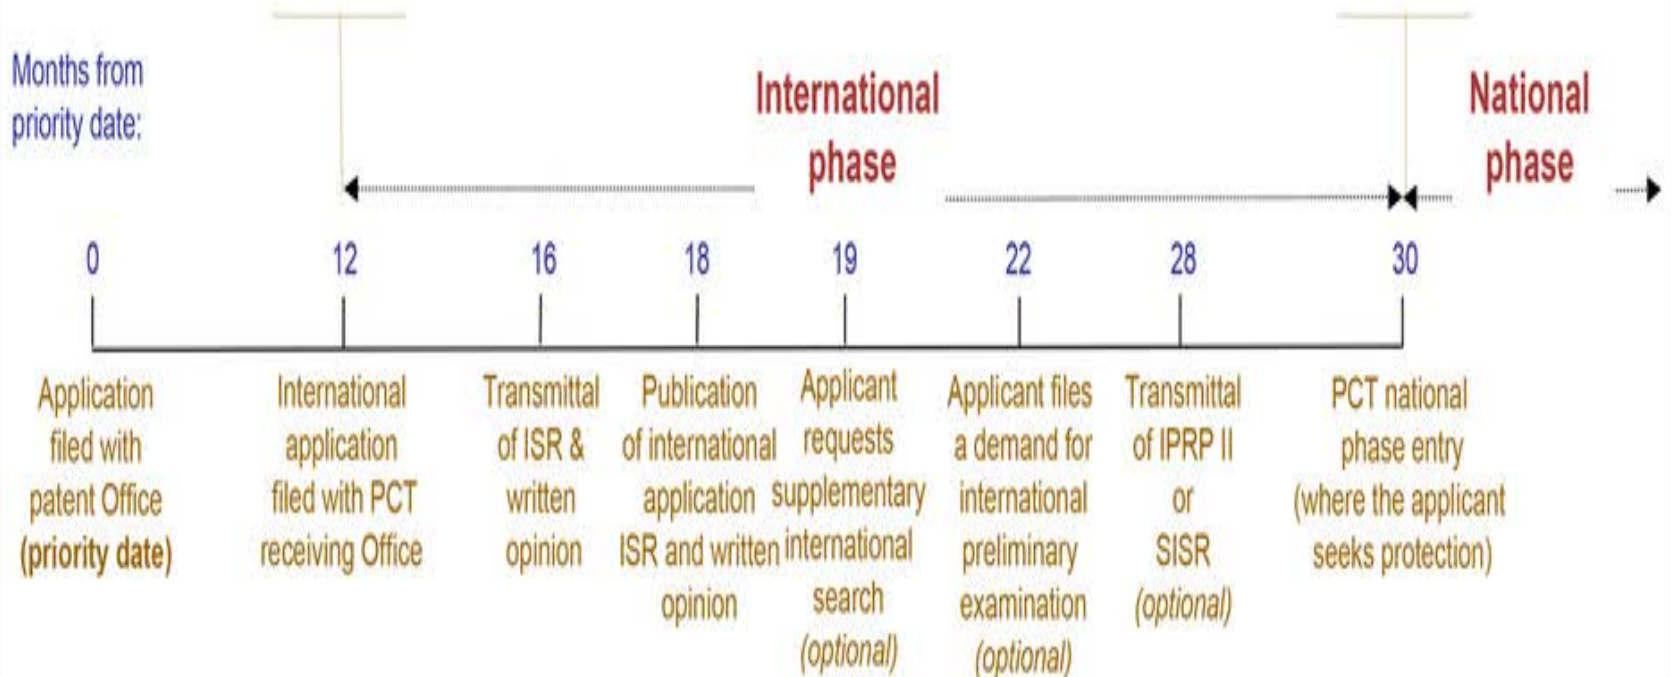 Months from
priority date:
International
phase
National
phase
0
12
16
18
19
22
28
30
Application
filed with
patent Office
(priority date)
International
application
filed with PCT
receiving Office
Transmittal
of ISR &
written
opinion
Publication
of international
application
ISR and written
opinion
Applicant
requests
supplementary
international
search
(optional)
Applicant files
a demand for
international
preliminary
examination
(optional)
Transmittal
of IPRP II
or
SISR
(optional)
PCT national
phase entry
(where the applicant
seeks protection)